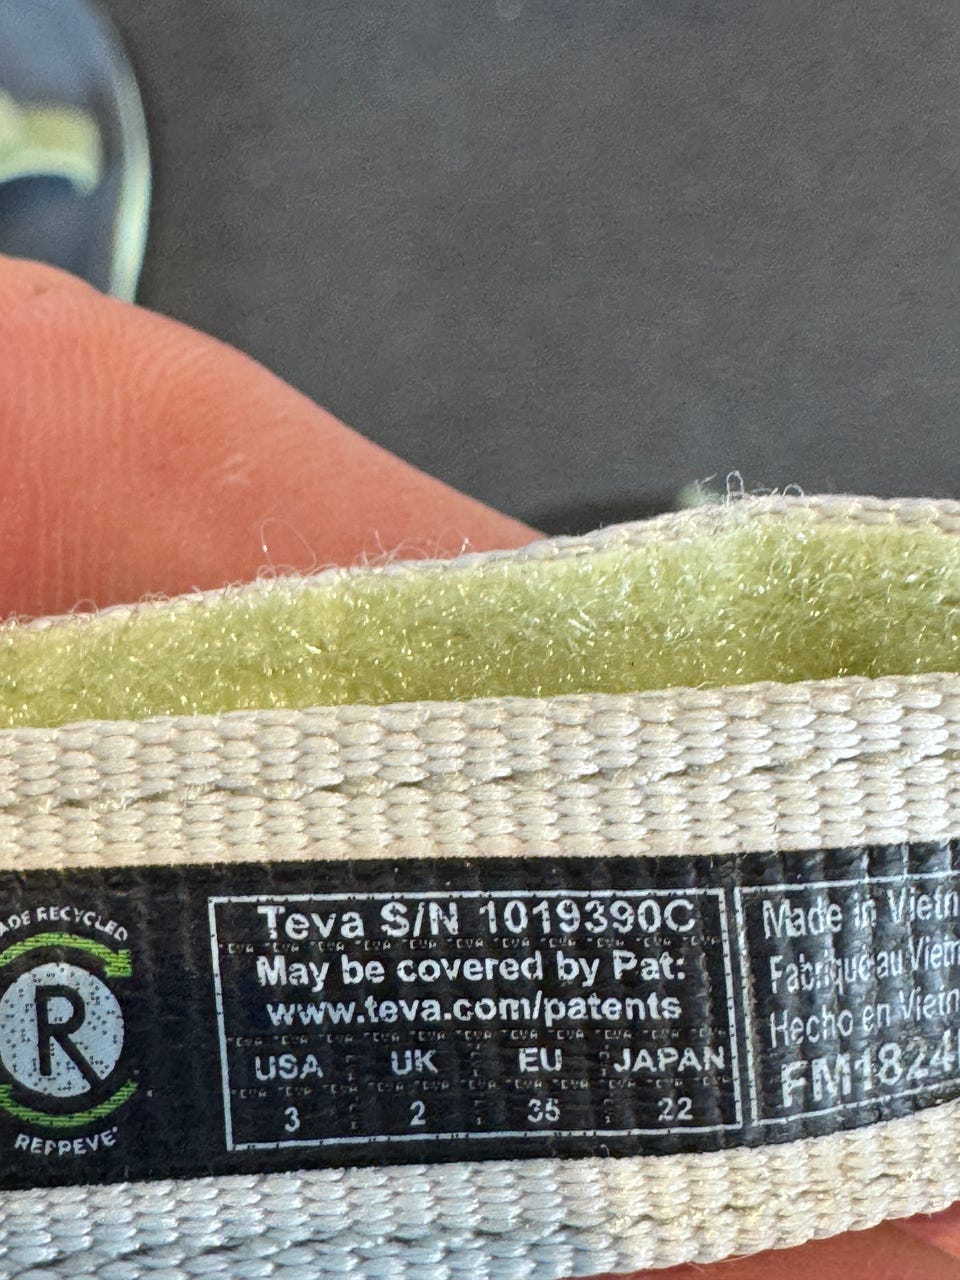 MADE RECYCLED
R
REPREVE®
Teva S/N 1019390C
May be covered by Pat:
www.teva.com/patents
USA UK EU JAPAN
3 2 35 22
Made in Vietn
Fabriqué au Vietn
Hecho en Vietn
FM1824